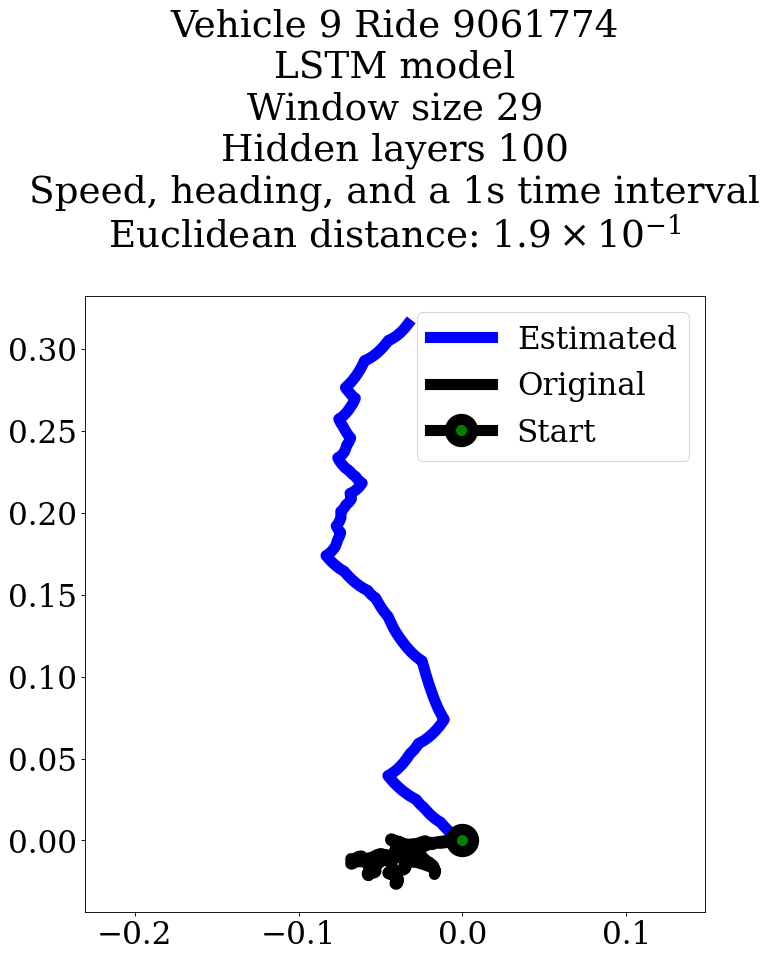 Vehicle 9 Ride 9061774
LSTM model
Window size 29
Hidden layers 100
Speed, heading, and a 1s time interval
Euclidean distance: 1.9 × 10⁻¹
Estimated
Original
Start
0.30
0.25
0.20
0.15
0.10
0.05
0.00
−0.2 −0.1 0.0 0.1